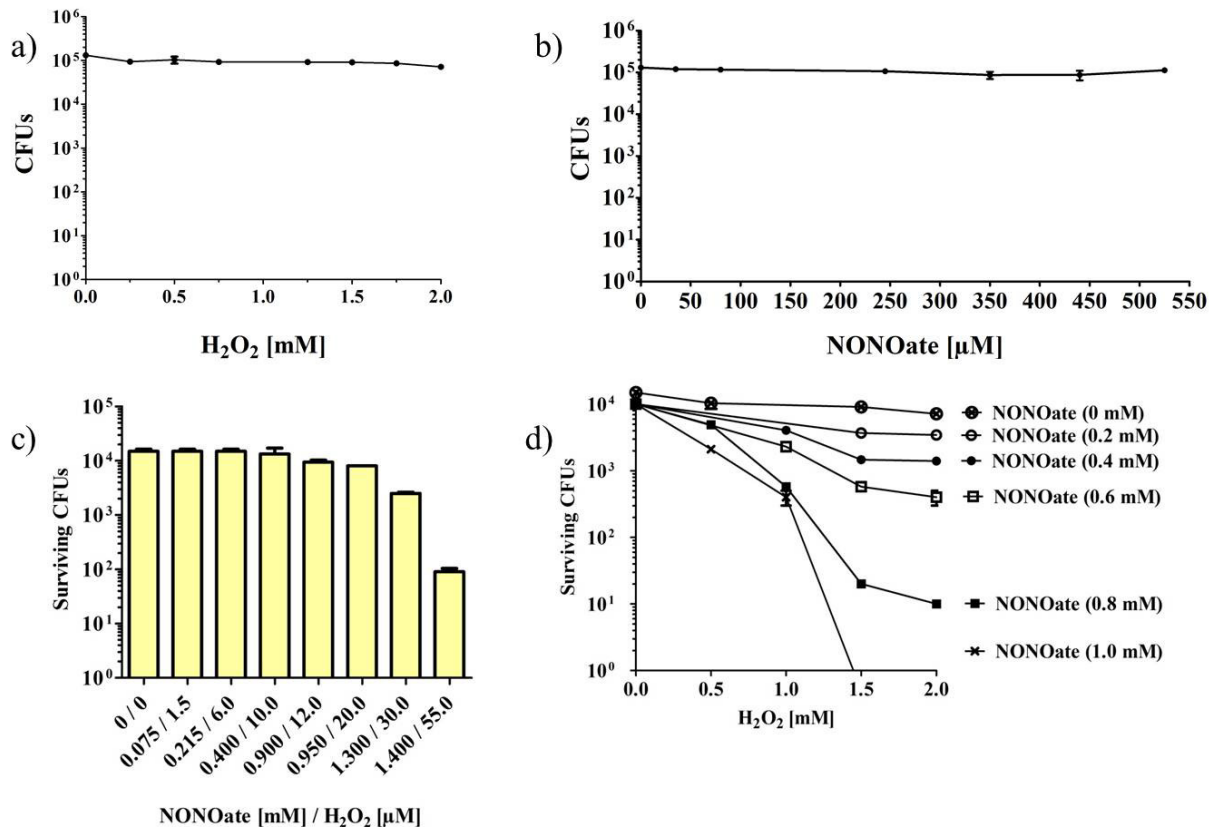 a)
10⁶
10⁵
10⁴
10³
10²
10¹
10⁰
CFUs
0.0
0.5
1.0
1.5
2.0
H₂O₂ [mM]
b)
10⁶
10⁵
10⁴
10³
10²
10¹
10⁰
CFUs
0
50
100
150
200
250
300
350
400
450
500
550
NONOate [µM]
c)
10⁵
10⁴
10³
10²
10¹
10⁰
Surviving CFUs
0 / 0
0.075 / 1.5
0.215 / 6.0
0.400 / 10.0
0.900 / 12.0
0.950 / 20.0
1.300 / 30.0
1.400 / 55.0
NONOate [mM] / H₂O₂ [µM]
d)
10⁴
10³
10²
10¹
10⁰
Surviving CFUs
0.0
0.5
1.0
1.5
2.0
H₂O₂ [mM]
NONOate (0 mM)
NONOate (0.2 mM)
NONOate (0.4 mM)
NONOate (0.6 mM)
NONOate (0.8 mM)
NONOate (1.0 mM)